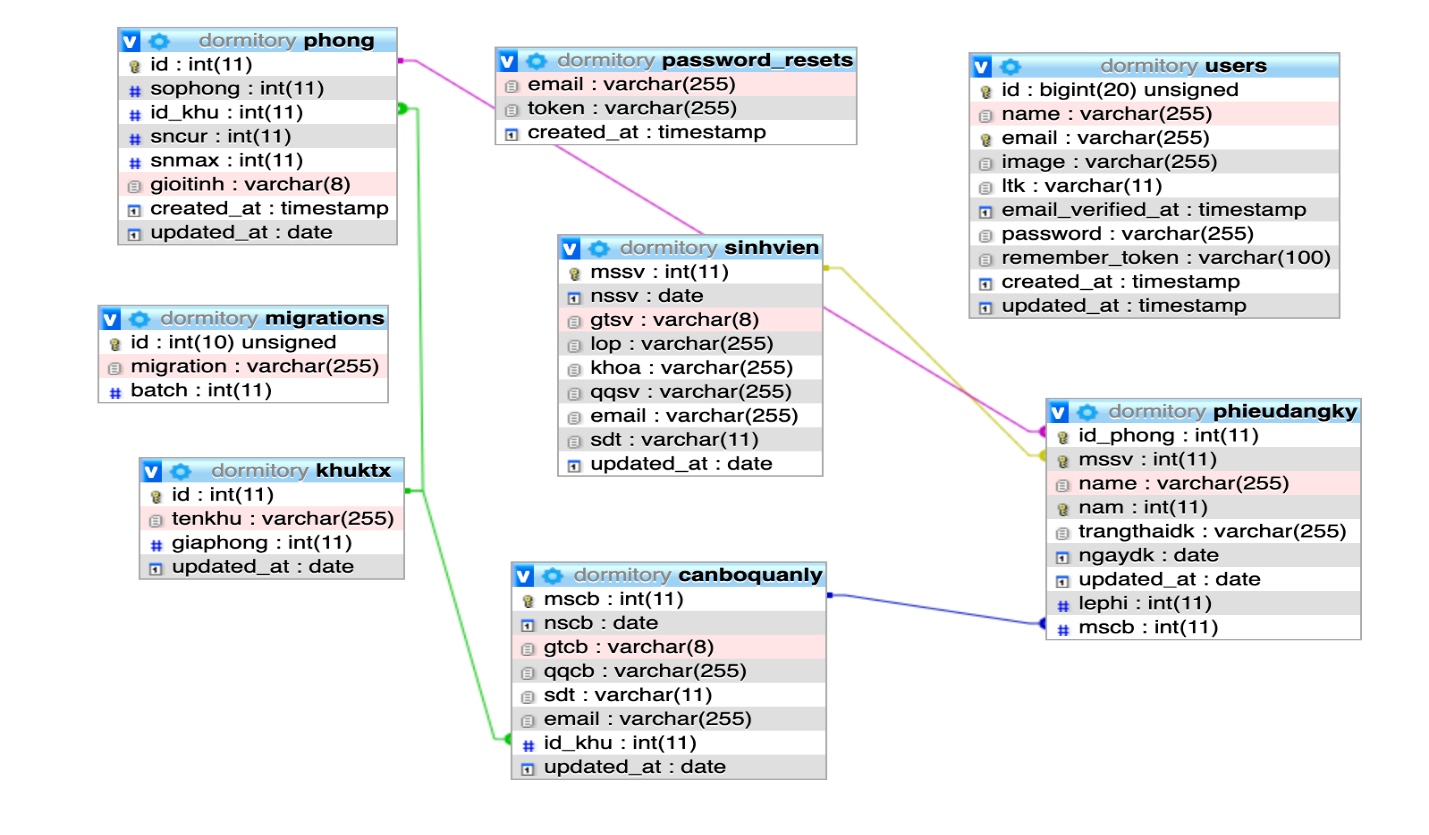 dormitory phong
id : int(11)
sophong : int(11)
id_khu : int(11)
sncur : int(11)
snmax : int(11)
gioitinh : varchar(8)
created_at : timestamp
updated_at : date
dormitory password_resets
email : varchar(255)
token : varchar(255)
created_at : timestamp
dormitory users
id : bigint(20) unsigned
name : varchar(255)
email : varchar(255)
image : varchar(255)
ltk : varchar(11)
email_verified_at : timestamp
password : varchar(255)
remember_token : varchar(100)
created_at : timestamp
updated_at : timestamp
dormitory sinhvien
mssv : int(11)
nssv : date
gtsv : varchar(8)
lop : varchar(255)
khoa : varchar(255)
qqsv : varchar(255)
email : varchar(255)
sdt : varchar(11)
updated_at : date
dormitory migrations
id : int(10) unsigned
migration : varchar(255)
batch : int(11)
dormitory khuktx
id : int(11)
tenkhu : varchar(255)
giaphong : int(11)
updated_at : date
dormitory phieudangky
id_phong : int(11)
mssv : int(11)
name : varchar(255)
nam : int(11)
trangthaidk : varchar(255)
ngaydk : date
updated_at : date
lephi : int(11)
mscb : int(11)
dormitory canboquanly
mscb : int(11)
nscb : date
gtcb : varchar(8)
qqcb : varchar(255)
sdt : varchar(11)
email : varchar(255)
id_khu : int(11)
updated_at : date